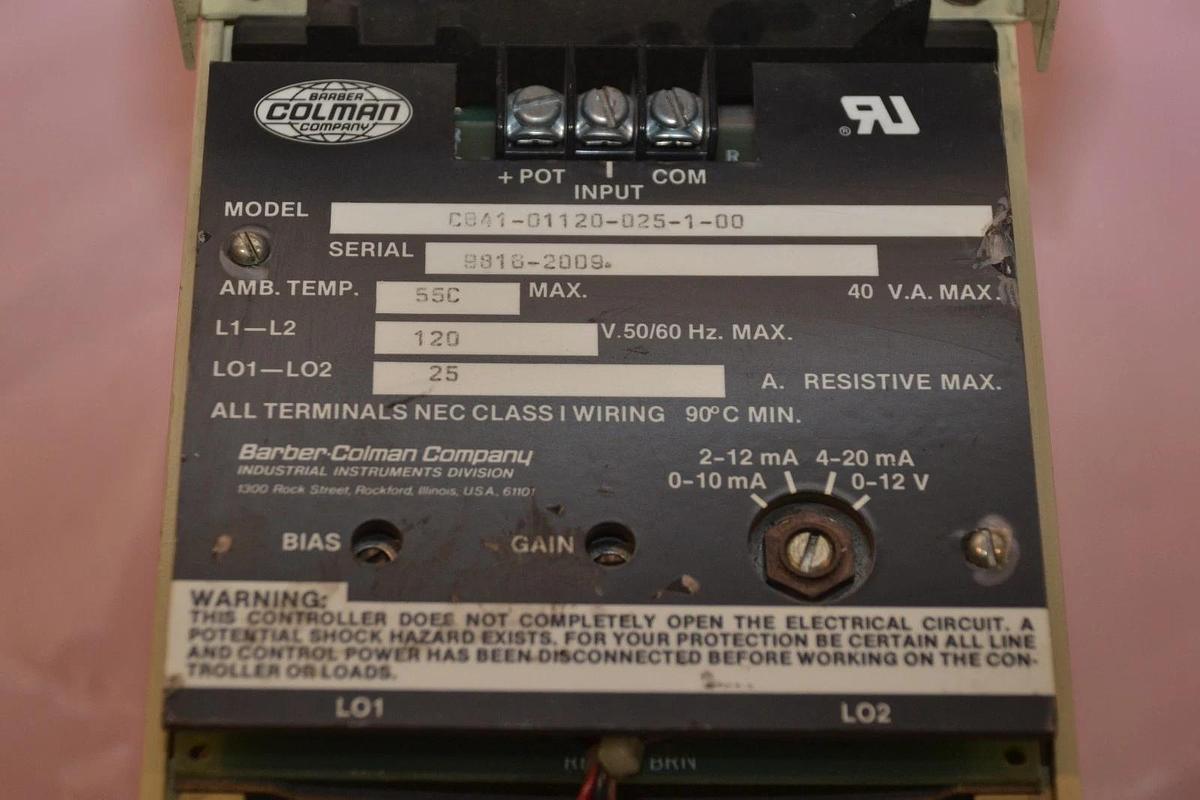 BARBER
COLMAN
COMPANY
®
R
+ POT
INPUT
COM
MODEL C841-01120-025-1-00
SERIAL 9818-2009
AMB. TEMP. 55C MAX. 40 V.A. MAX.
L1—L2 120 V.50/60 Hz. MAX.
LO1—LO2 25 A. RESISTIVE MAX.
ALL TERMINALS NEC CLASS I WIRING 90°C MIN.
Barber-Colman Company
INDUSTRIAL INSTRUMENTS DIVISION
1300 Rock Street, Rockford, Illinois, U.S.A. 61101
2-12 mA 4-20 mA
0-10 mA 0-12 V
BIAS GAIN
WARNING:
THIS CONTROLLER DOES NOT COMPLETELY OPEN THE ELECTRICAL CIRCUIT. A
POTENTIAL SHOCK HAZARD EXISTS. FOR YOUR PROTECTION BE CERTAIN ALL LINE
AND CONTROL POWER HAS BEEN DISCONNECTED BEFORE WORKING ON THE CON-
TROLLER OR LOADS.
LO1 LO2
BRN